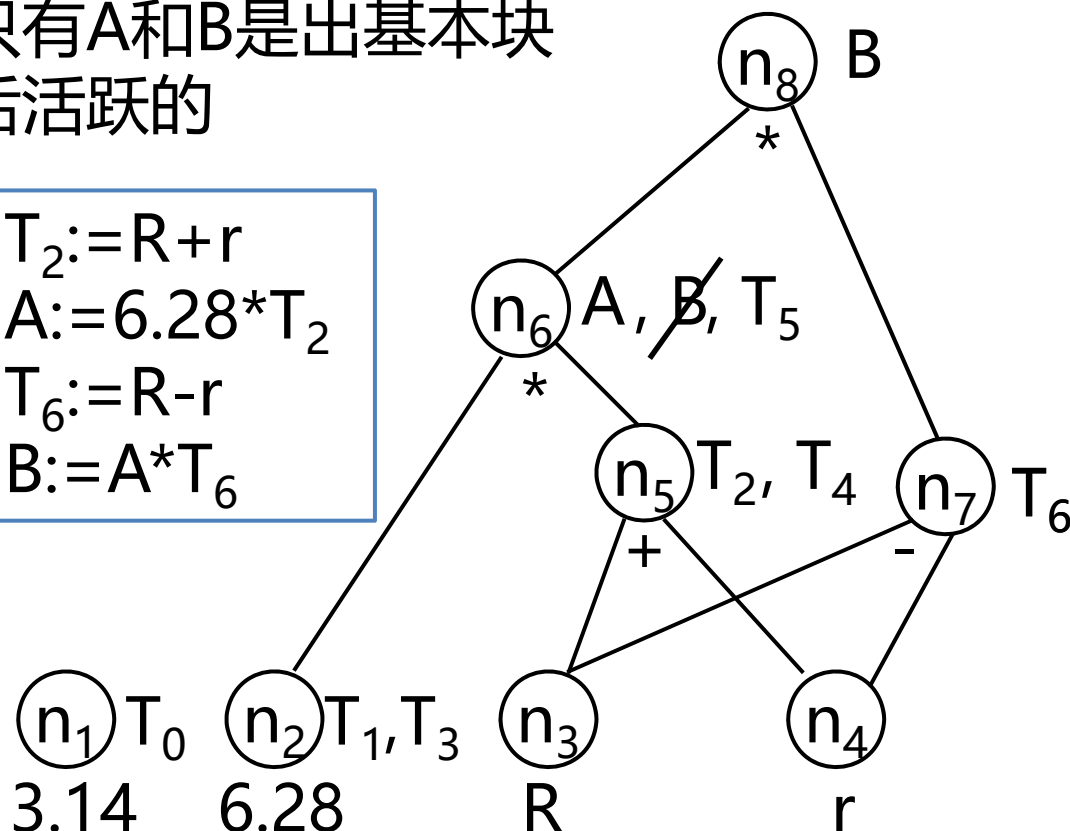 只有A和B是出基本块
后活跃的
T₂:=R+r
A:=6.28*T₂
T₆:=R-r
B:=A*T₆
n₈ B
*
n₆ A, B, T₅
*
n₅ T₂, T₄
+
n₇ T₆
-
n₁ T₀
3.14
n₂ T₁,T₃
6.28
n₃
R
n₄
r